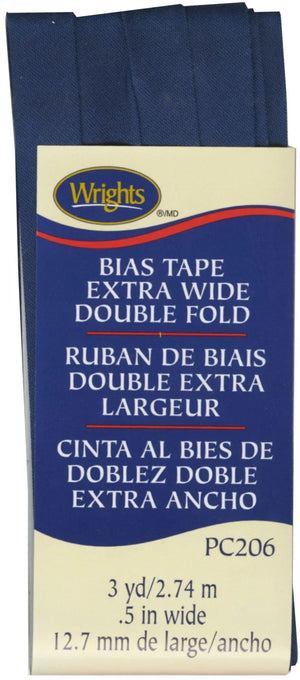 Wrights
®/MD
BIAS TAPE
EXTRA WIDE
DOUBLE FOLD
RUBAN DE BIAIS
DOUBLE EXTRA
LARGEUR
CINTA AL BIES DE
DOBLEZ DOBLE
EXTRA ANCHO
PC206
3 yd/2.74 m
.5 in wide
12.7 mm de large/ancho